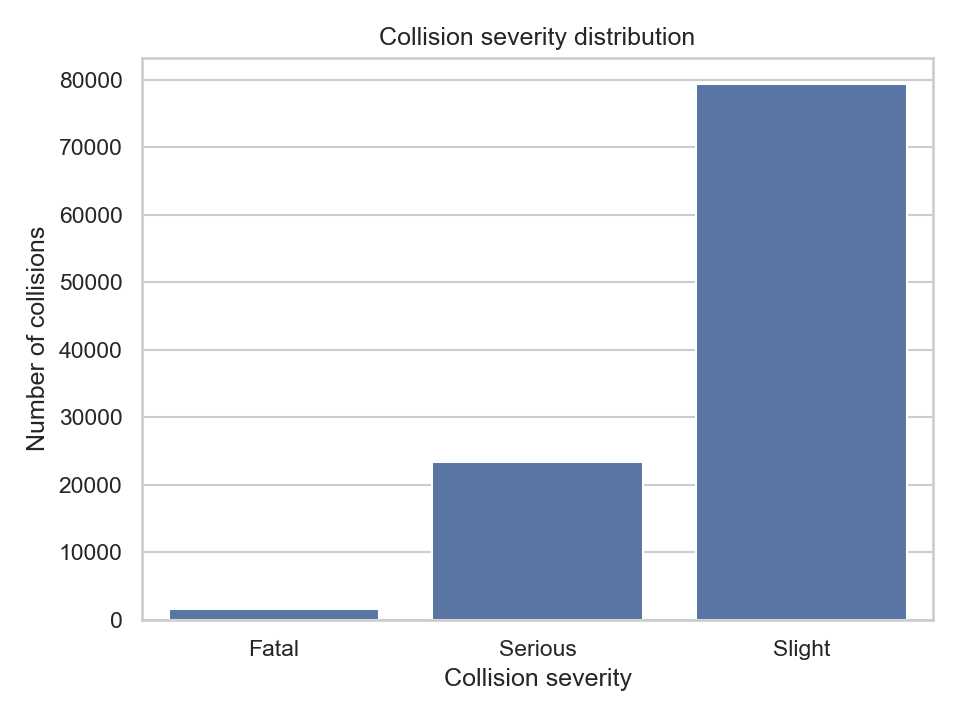 Collision severity distribution
Number of collisions
80000
70000
60000
50000
40000
30000
20000
10000
0
Fatal Serious Slight
Collision severity